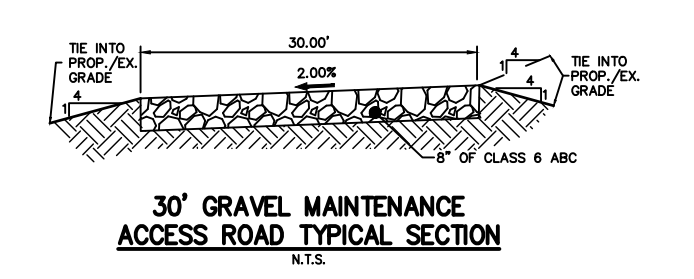 30.00'
TIE INTO
PROP./EX.
GRADE
2.00%
4
1
4
1
4
1
TIE INTO
PROP./EX.
GRADE
8" OF CLASS 6 ABC
30' GRAVEL MAINTENANCE
ACCESS ROAD TYPICAL SECTION
N.T.S.